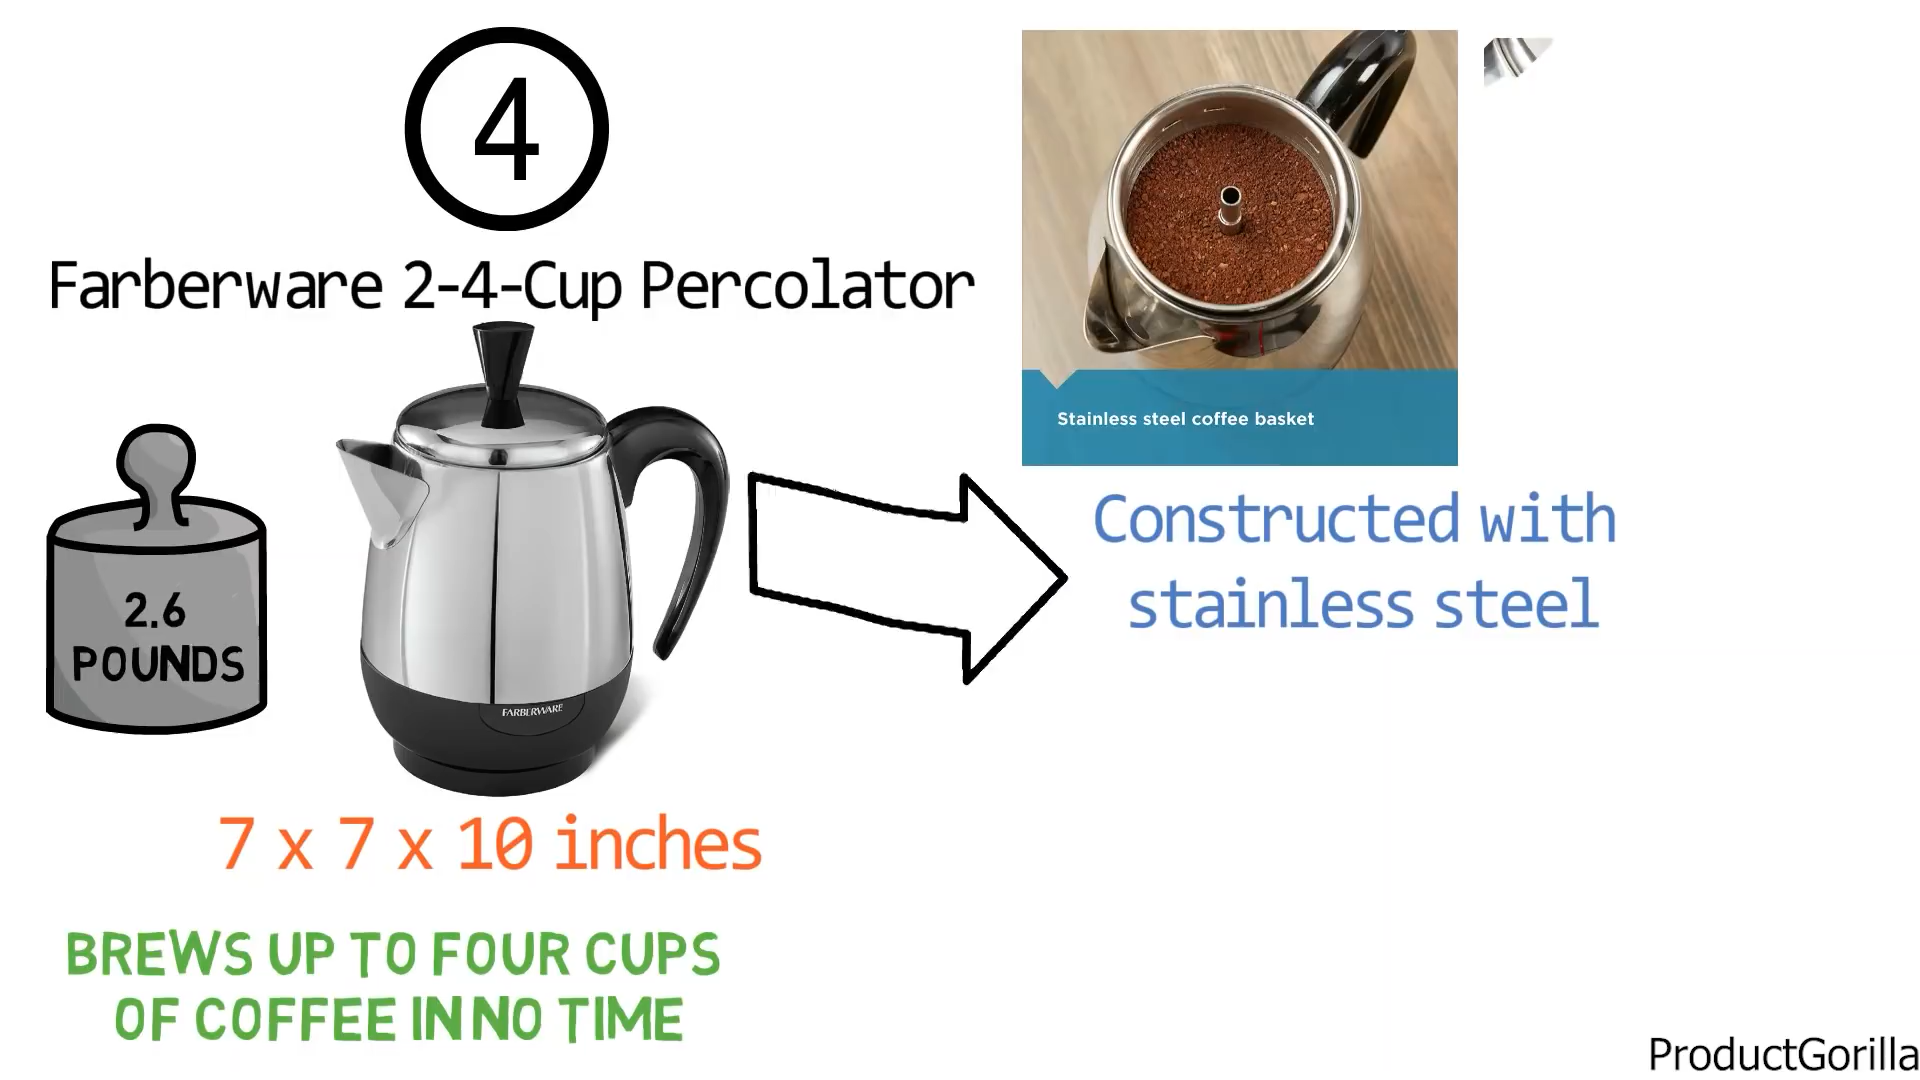 4
Farberware 2-4-Cup Percolator
2.6
POUNDS
FARBERWARE
7 x 7 x 10 inches
BREWS UP TO FOUR CUPS
OF COFFEE IN NO TIME
Stainless steel coffee basket
Constructed with
stainless steel
ProductGorilla